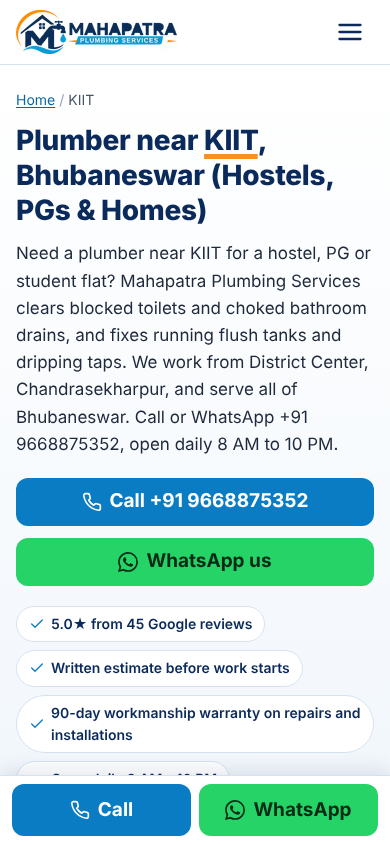 MAHAPATRA
PLUMBING SERVICES
Home / KIIT
Plumber near KIIT,
Bhubaneswar (Hostels,
PGs & Homes)
Need a plumber near KIIT for a hostel, PG or
student flat? Mahapatra Plumbing Services
clears blocked toilets and choked bathroom
drains, and fixes running flush tanks and
dripping taps. We work from District Center,
Chandrasekharpur, and serve all of
Bhubaneswar. Call or WhatsApp +91
9668875352, open daily 8 AM to 10 PM.
Call +91 9668875352
WhatsApp us
5.0★ from 45 Google reviews
Written estimate before work starts
90-day workmanship warranty on repairs and
installations
Call
WhatsApp